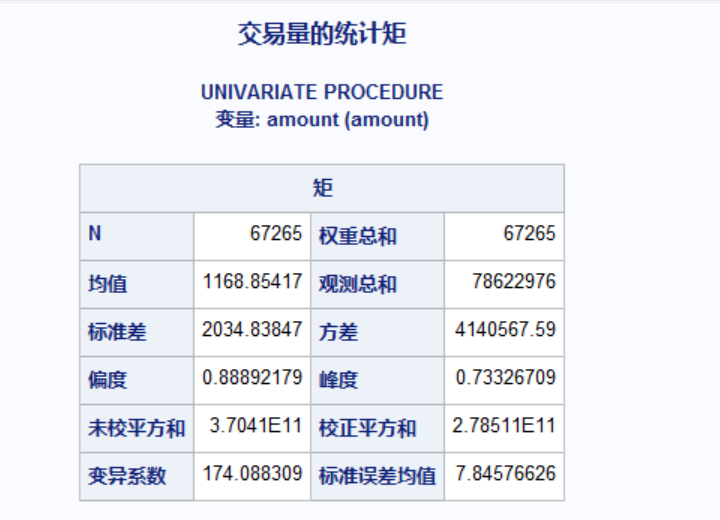 交易量的统计矩
UNIVARIATE PROCEDURE
变量: amount (amount)
矩
N 67265 权重总和 67265
均值 1168.85417 观测总和 78622976
标准差 2034.83847 方差 4140567.59
偏度 0.88892179 峰度 0.73326709
未校平方和 3.7041E11 校正平方和 2.78511E11
变异系数 174.088309 标准误差均值 7.84576626